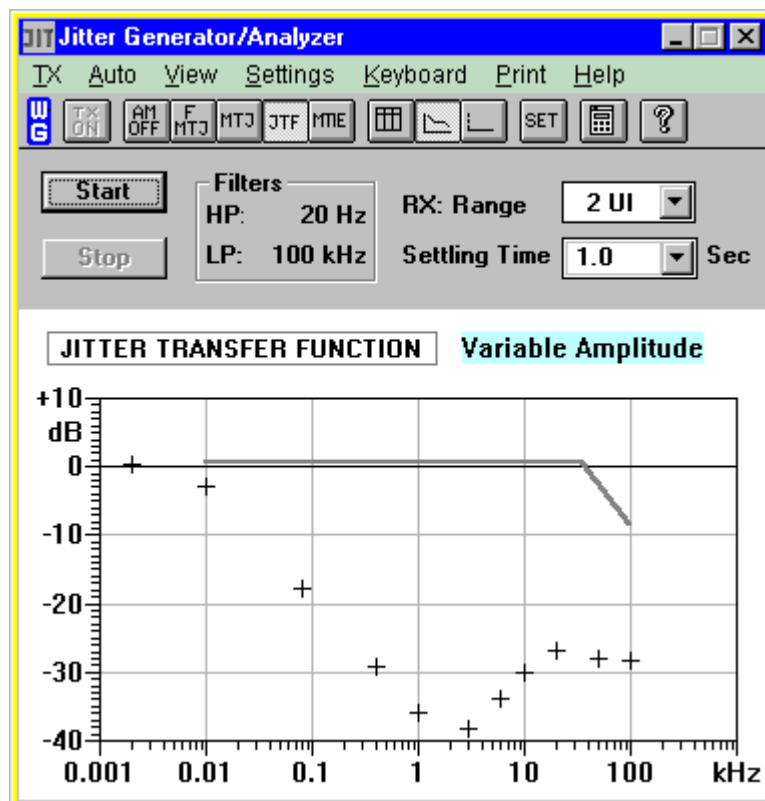 JIT Jitter Generator/Analyzer
TX Auto View Settings Keyboard Print Help
WG TX ON AM OFF F MTJ MTJ JTF MTIE SET ?
Start Filters
HP: 20 Hz RX: Range 2 UI
Stop LP: 100 kHz Settling Time 1.0 Sec
JITTER TRANSFER FUNCTION Variable Amplitude
+10
dB
0
-10
-20
-30
-40
0.001 0.01 0.1 1 10 100 kHz